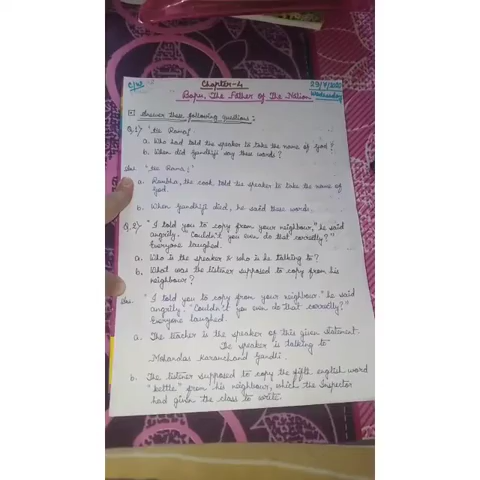 C/W
Chapter-4
29/4/2020
Wednesday
Bapu, The Father of The Nation
Answer these following questions :
Q.1) 'He Rama!'
a. Who had told the speaker to take the name of God?
b. When did Gandhiji say these words?
Ans. 'He Rama!'
a. Rambha, the cook told the speaker to take the name of
God.
b. When Gandhiji died, he said these words.
Q.2) "I told you to copy from your neighbour," he said
angrily. "Couldn't you even do that correctly?"
Everyone laughed.
a. Who is the speaker & who is he talking to?
b. What was the listener supposed to copy from his
neighbour?
Ans. "I told you to copy from your neighbour." he said
angrily. "Couldn't you even do that correctly?"
Everyone laughed.
a. The teacher is the speaker of this given statement.
The speaker is talking to
Mohandas Karamchand Gandhi.
b. The listener supposed to copy the fifth english word
"kettle" from his neighbour, which the inspector
had given the class to write.